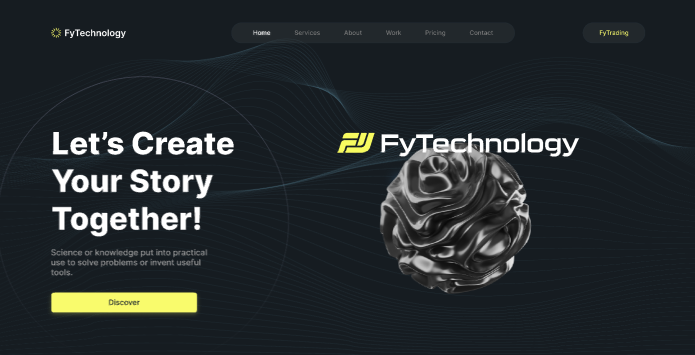 FyTechnology
Home Services About Work Pricing Contact
FyTrading
Let's Create
Your Story
Together!
FyTechnology
Science or knowledge put into practical
use to solve problems or invent useful
tools.
Discover